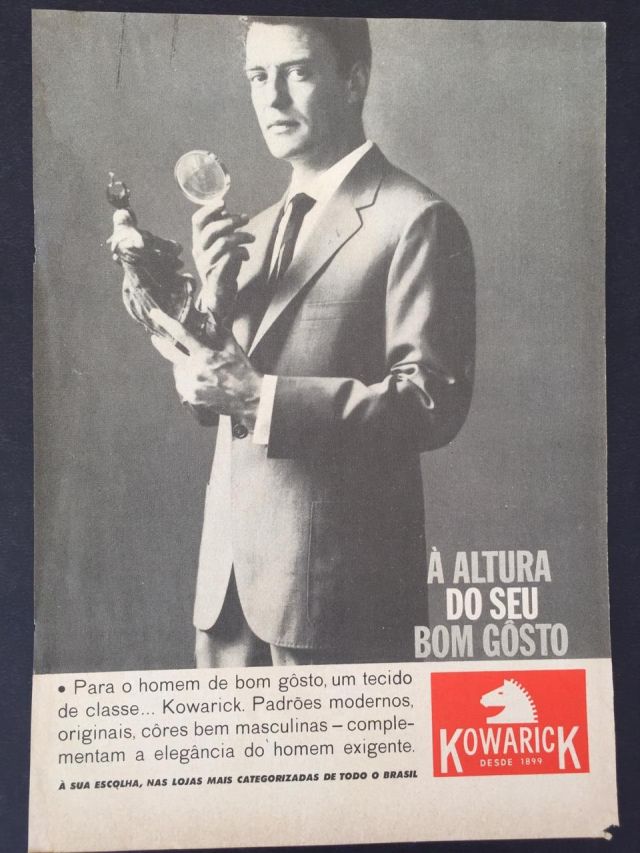 À ALTURA
DO SEU
BOM GÔSTO
• Para o homem de bom gôsto, um tecido
de classe... Kowarick. Padrões modernos,
originais, côres bem masculinas – comple-
mentam a elegância do homem exigente.
À SUA ESCOLHA, NAS LOJAS MAIS CATEGORIZADAS DE TODO O BRASIL
KOWARICK
DESDE 1899